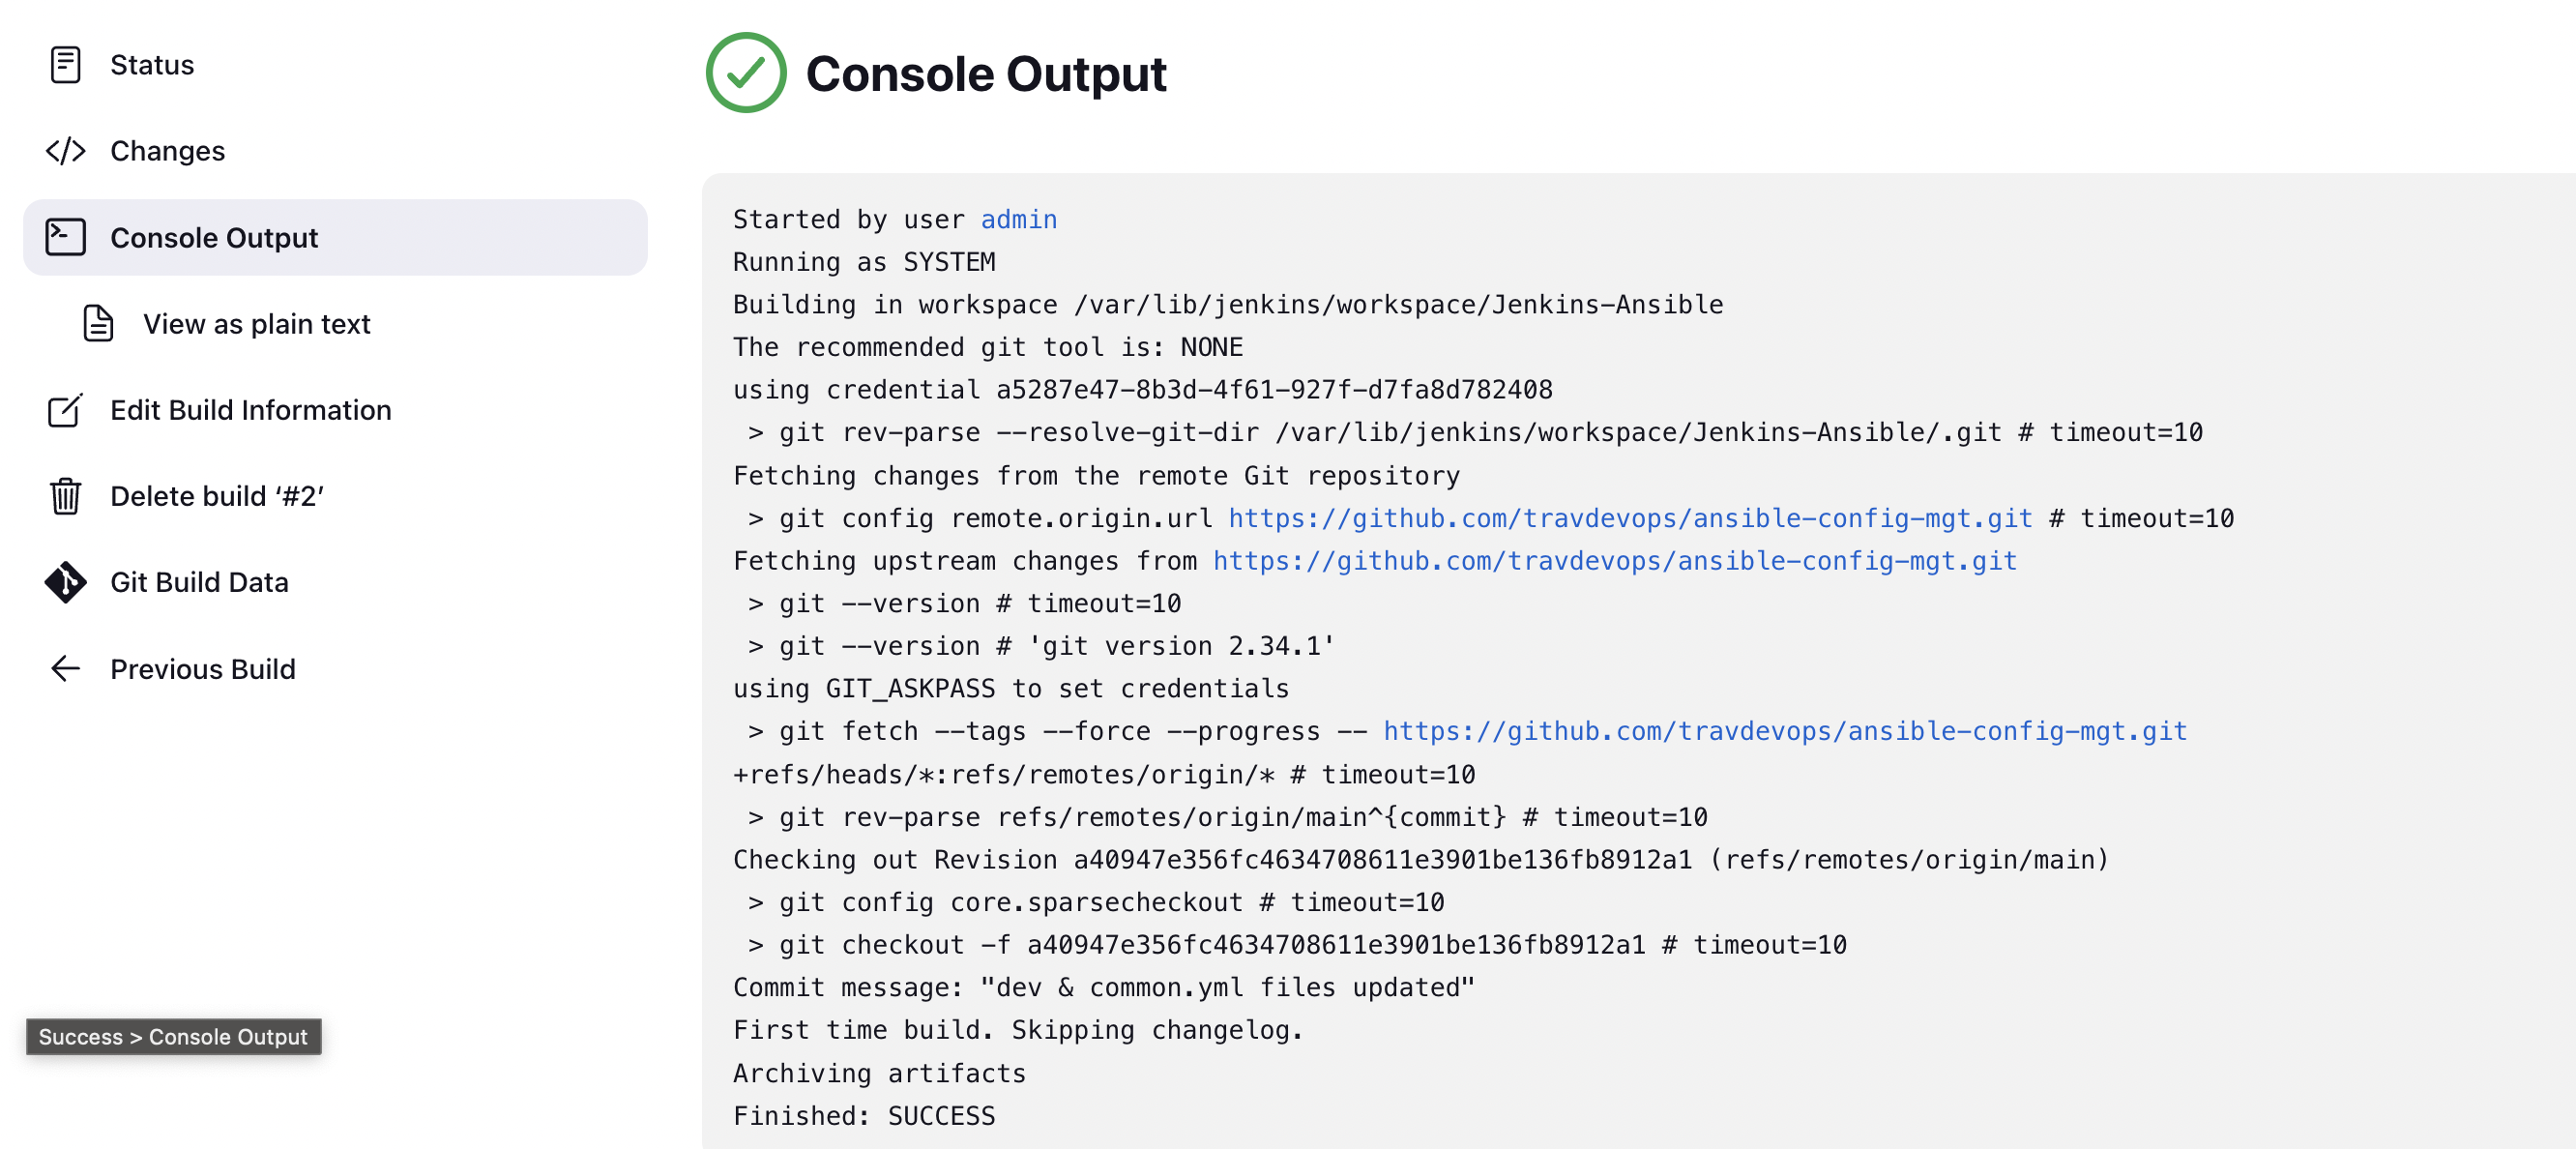 Status
Changes
Console Output
View as plain text
Edit Build Information
Delete build ‘#2’
Git Build Data
Previous Build
Success > Console Output
Console Output
Started by user admin
Running as SYSTEM
Building in workspace /var/lib/jenkins/workspace/Jenkins-Ansible
The recommended git tool is: NONE
using credential a5287e47-8b3d-4f61-927f-d7fa8d782408
 > git rev-parse --resolve-git-dir /var/lib/jenkins/workspace/Jenkins-Ansible/.git # timeout=10
Fetching changes from the remote Git repository
 > git config remote.origin.url https://github.com/travdevops/ansible-config-mgt.git # timeout=10
Fetching upstream changes from https://github.com/travdevops/ansible-config-mgt.git
 > git --version # timeout=10
 > git --version # 'git version 2.34.1'
using GIT_ASKPASS to set credentials
 > git fetch --tags --force --progress -- https://github.com/travdevops/ansible-config-mgt.git
+refs/heads/*:refs/remotes/origin/* # timeout=10
 > git rev-parse refs/remotes/origin/main^{commit} # timeout=10
Checking out Revision a40947e356fc4634708611e3901be136fb8912a1 (refs/remotes/origin/main)
 > git config core.sparsecheckout # timeout=10
 > git checkout -f a40947e356fc4634708611e3901be136fb8912a1 # timeout=10
Commit message: "dev & common.yml files updated"
First time build. Skipping changelog.
Archiving artifacts
Finished: SUCCESS